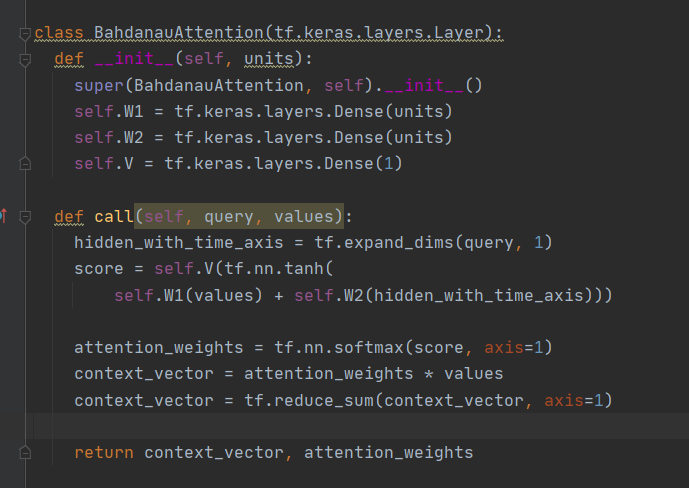 class BahdanauAttention(tf.keras.layers.Layer):
  def __init__(self, units):
    super(BahdanauAttention, self).__init__()
    self.W1 = tf.keras.layers.Dense(units)
    self.W2 = tf.keras.layers.Dense(units)
    self.V = tf.keras.layers.Dense(1)

  def call(self, query, values):
    hidden_with_time_axis = tf.expand_dims(query, 1)
    score = self.V(tf.nn.tanh(
        self.W1(values) + self.W2(hidden_with_time_axis)))

    attention_weights = tf.nn.softmax(score, axis=1)
    context_vector = attention_weights * values
    context_vector = tf.reduce_sum(context_vector, axis=1)

    return context_vector, attention_weights